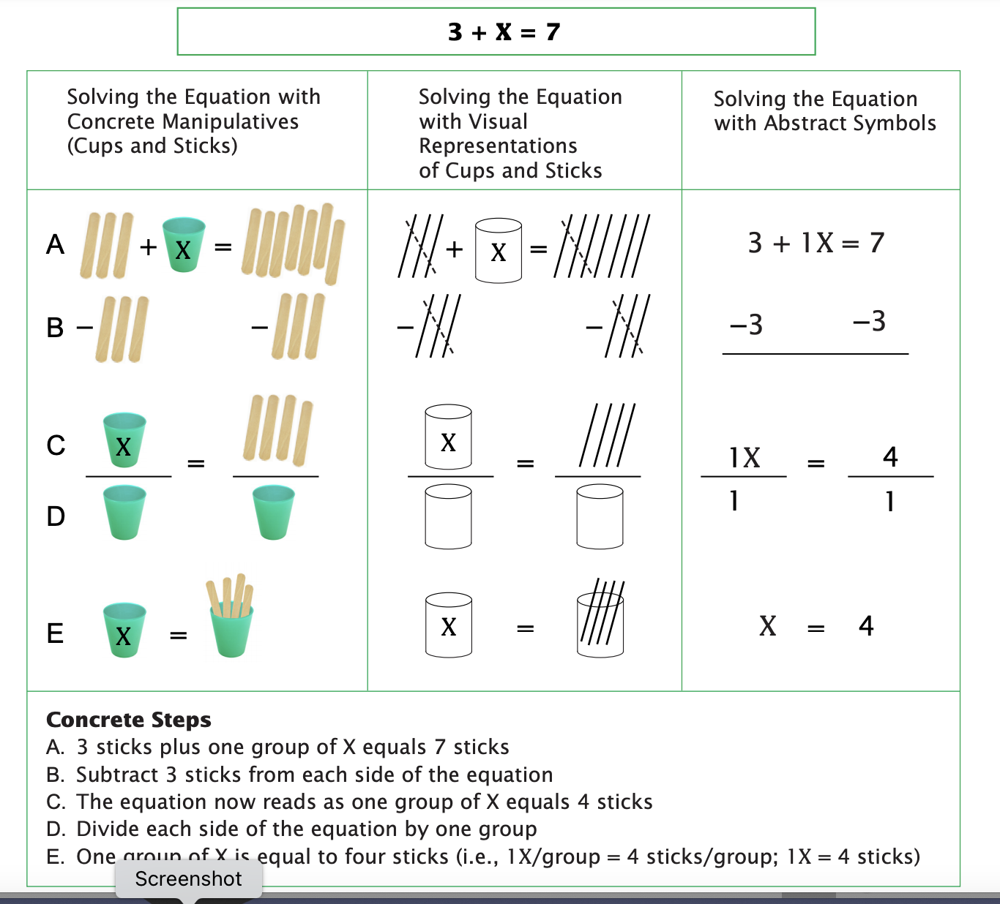 3 + X = 7
Solving the Equation with
Concrete Manipulatives
(Cups and Sticks)
Solving the Equation
with Visual
Representations
of Cups and Sticks
Solving the Equation
with Abstract Symbols
A + X =
+ X =
3 + 1X = 7
B − −
− −
−3 −3
C X =
X =
1X = 4
D
1 1
E X =
X =
X = 4
Concrete Steps
A. 3 sticks plus one group of X equals 7 sticks
B. Subtract 3 sticks from each side of the equation
C. The equation now reads as one group of X equals 4 sticks
D. Divide each side of the equation by one group
E. One group of X is equal to four sticks (i.e., 1X/group = 4 sticks/group; 1X = 4 sticks)
Screenshot